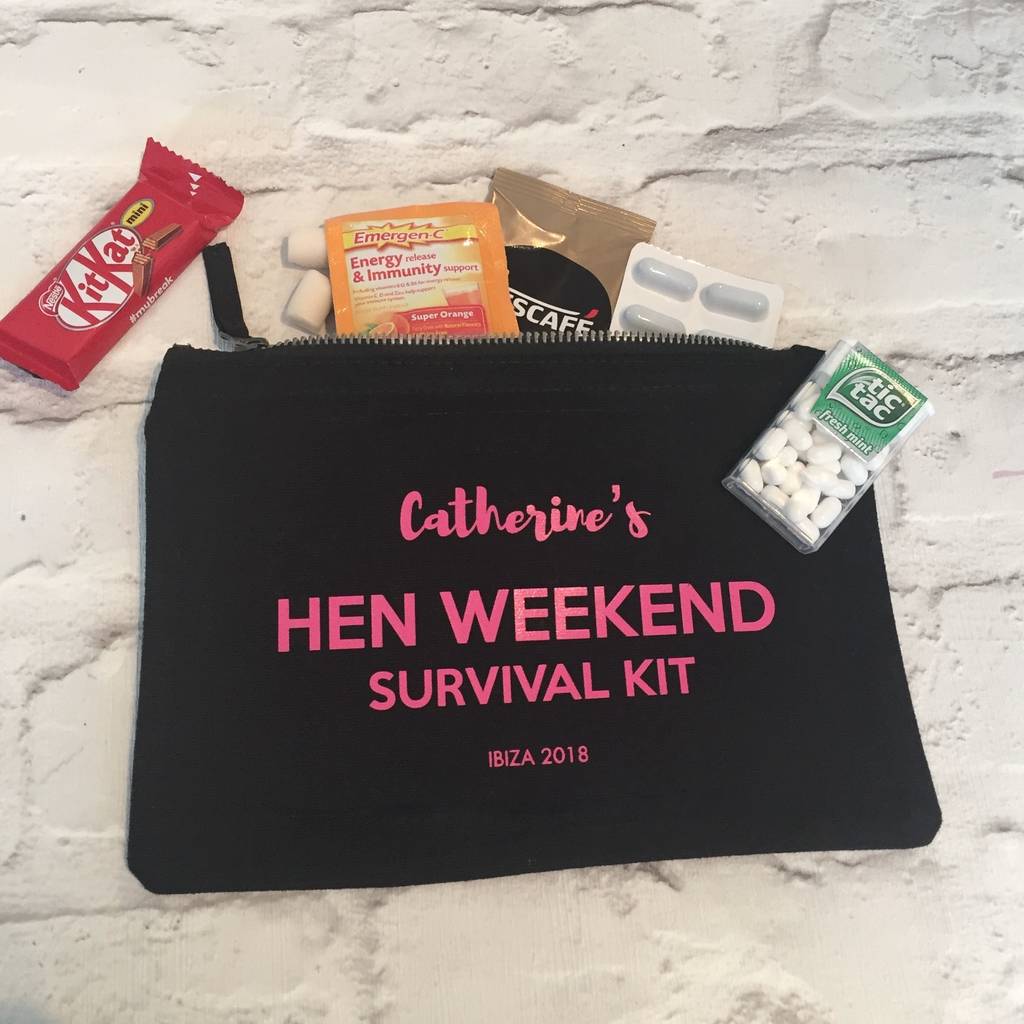 Nestle
KitKat
mini
#mybreak
Emergen-C
Energy release
& Immunity support
Super Orange
SCAFÉ
tic
tac
fresh mint
Catherine's
HEN WEEKEND
SURVIVAL KIT
IBIZA 2018